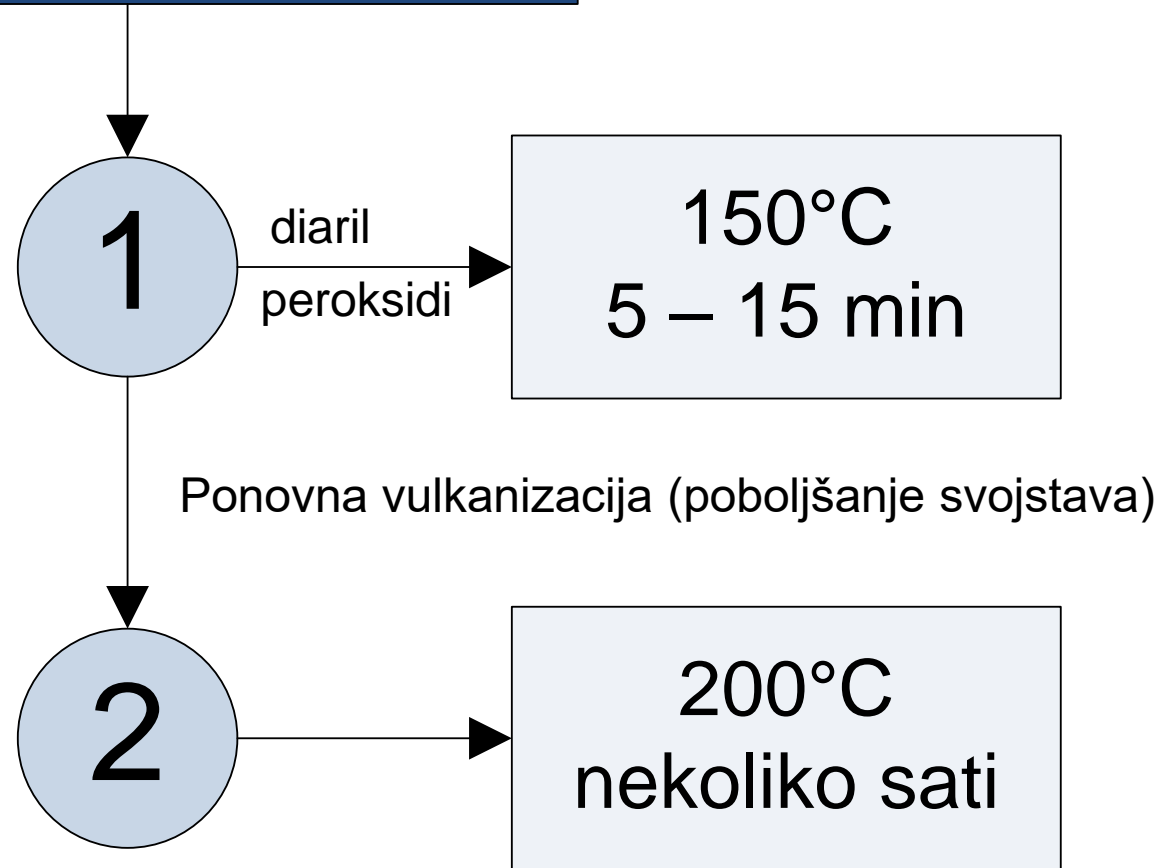 1
diaril
peroksidi
150°C
5 – 15 min
Ponovna vulkanizacija (poboljšanje svojstava)
2
200°C
nekoliko sati